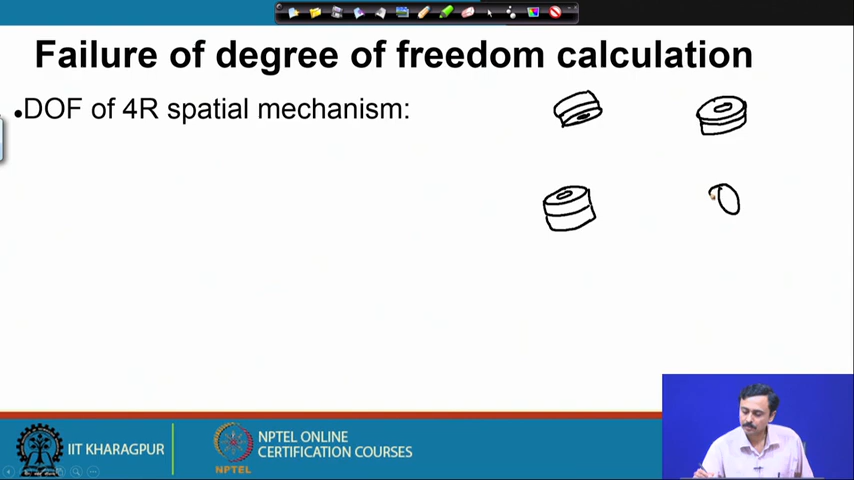 Failure of degree of freedom calculation
•DOF of 4R spatial mechanism:
IIT KHARAGPUR
NPTEL
NPTEL ONLINE
CERTIFICATION COURSES